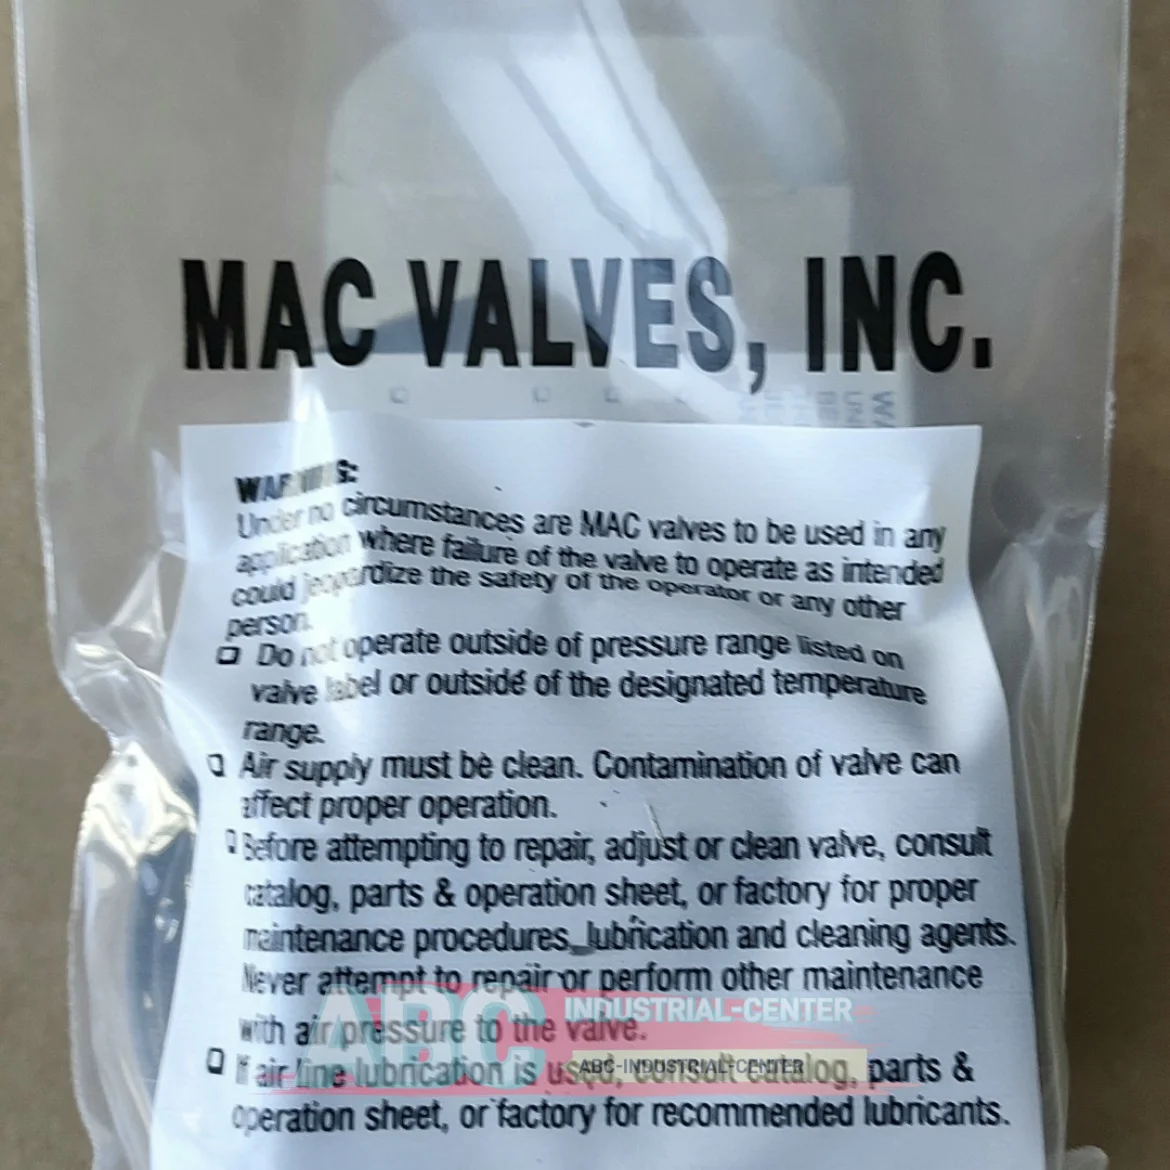 MAC VALVES, INC.
WARNINGS:
Under no circumstances are MAC valves to be used in any
application where failure of the valve to operate as intended
could jeopardize the safety of the operator or any other
person.
Do not operate outside of pressure range listed on
valve label or outside of the designated temperature
range.
Air supply must be clean. Contamination of valve can
affect proper operation.
Before attempting to repair, adjust or clean valve, consult
catalog, parts & operation sheet, or factory for proper
maintenance procedures, lubrication and cleaning agents.
Never attempt to repair or perform other maintenance
with air pressure to the valve.
If air line lubrication is used, consult catalog, parts &
operation sheet, or factory for recommended lubricants.
ABC INDUSTRIAL-CENTER
ABC-INDUSTRIAL-CENTER